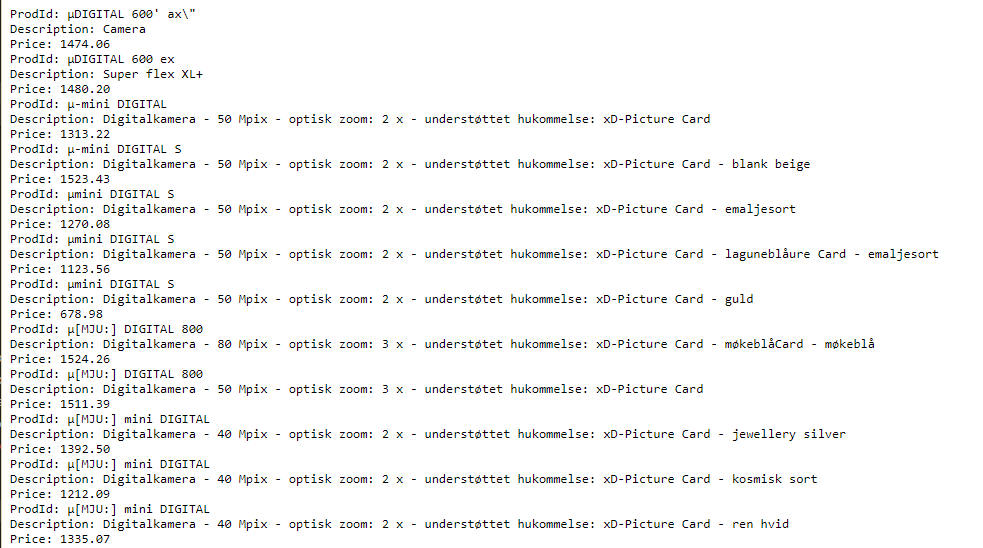 ProdId: µDIGITAL 600' ax\"
Description: Camera
Price: 1474.06
ProdId: µDIGITAL 600 ex
Description: Super flex XL+
Price: 1480.20
ProdId: µ-mini DIGITAL
Description: Digitalkamera - 50 Mpix - optisk zoom: 2 x - understøttet hukommelse: xD-Picture Card
Price: 1313.22
ProdId: µ-mini DIGITAL S
Description: Digitalkamera - 50 Mpix - optisk zoom: 2 x - understøttet hukommelse: xD-Picture Card - blank beige
Price: 1523.43
ProdId: µmini DIGITAL S
Description: Digitalkamera - 50 Mpix - optisk zoom: 2 x - understøtet hukommelse: xD-Picture Card - emaljesort
Price: 1270.08
ProdId: µmini DIGITAL S
Description: Digitalkamera - 50 Mpix - optisk zoom: 2 x - understøtet hukommelse: xD-Picture Card - laguneblåure Card - emaljesort
Price: 1123.56
ProdId: µmini DIGITAL S
Description: Digitalkamera - 50 Mpix - optisk zoom: 2 x - understøtet hukommelse: xD-Picture Card - guld
Price: 678.98
ProdId: µ[MJU:] DIGITAL 800
Description: Digitalkamera - 80 Mpix - optisk zoom: 3 x - understøtet hukommelse: xD-Picture Card - møkeblåCard - møkeblå
Price: 1524.26
ProdId: µ[MJU:] DIGITAL 800
Description: Digitalkamera - 50 Mpix - optisk zoom: 3 x - understøtet hukommelse: xD-Picture Card
Price: 1511.39
ProdId: µ[MJU:] mini DIGITAL
Description: Digitalkamera - 40 Mpix - optisk zoom: 2 x - understøttet hukommelse: xD-Picture Card - jewellery silver
Price: 1392.50
ProdId: µ[MJU:] mini DIGITAL
Description: Digitalkamera - 40 Mpix - optisk zoom: 2 x - understøttet hukommelse: xD-Picture Card - kosmisk sort
Price: 1212.09
ProdId: µ[MJU:] mini DIGITAL
Description: Digitalkamera - 40 Mpix - optisk zoom: 2 x - understøttet hukommelse: xD-Picture Card - ren hvid
Price: 1335.07